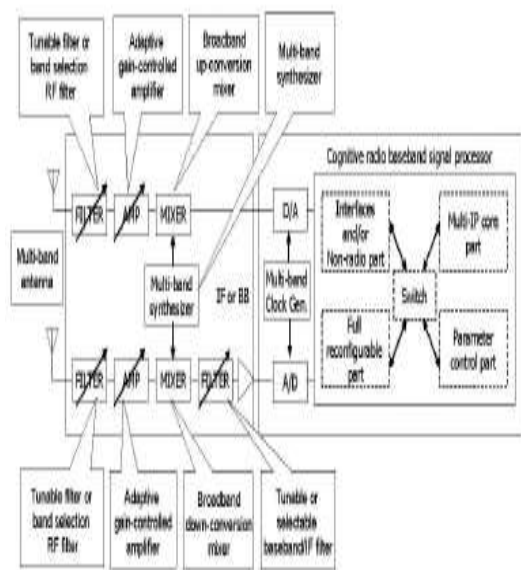 Tunable filter or
band selection
RF filter
Adaptive
gain-controlled
amplifier
Broadband
up-conversion
mixer
Multi-band
synthesizer
Cognitive radio baseband signal processor
FILTER
AMP
MIXER
D/A
Interfaces
and/or
Non-radio part
Multi-IP core
part
Multi-band
antenna
Multi-band
synthesizer
IF or BB
Multi-band
Clock Gen.
Switch
Full
reconfigurable
part
Parameter
control part
FILTER
AMP
MIXER
FILTER
A/D
Tunable filter or
band selection
RF filter
Adaptive
gain-controlled
amplifier
Broadband
down-conversion
mixer
Tunable or
selectable
baseband/IF filter